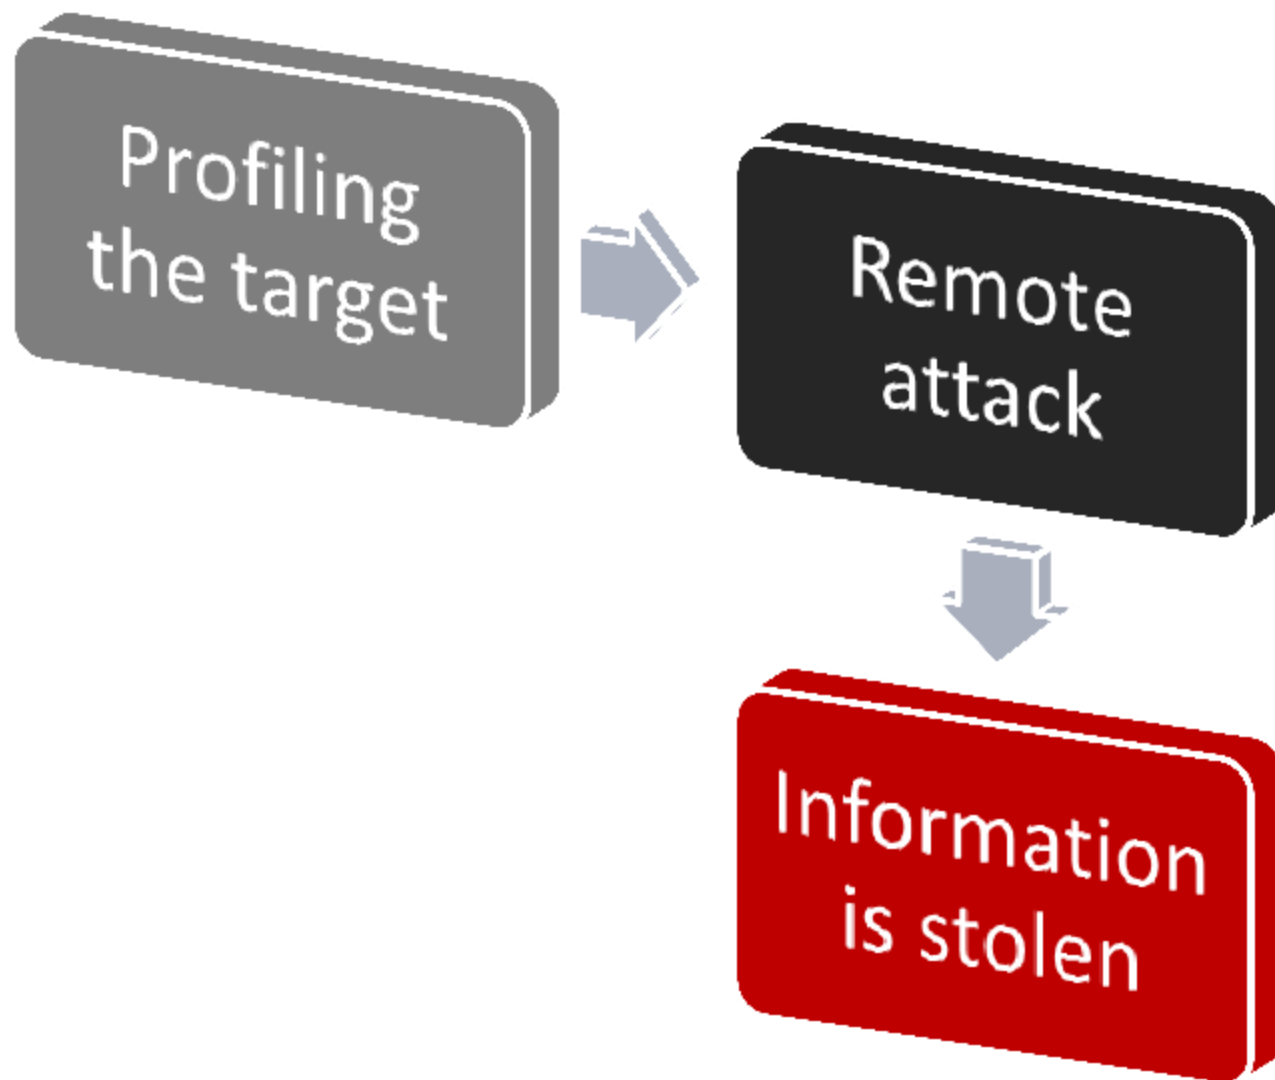 Profiling
the target
Remote
attack
Information
is stolen